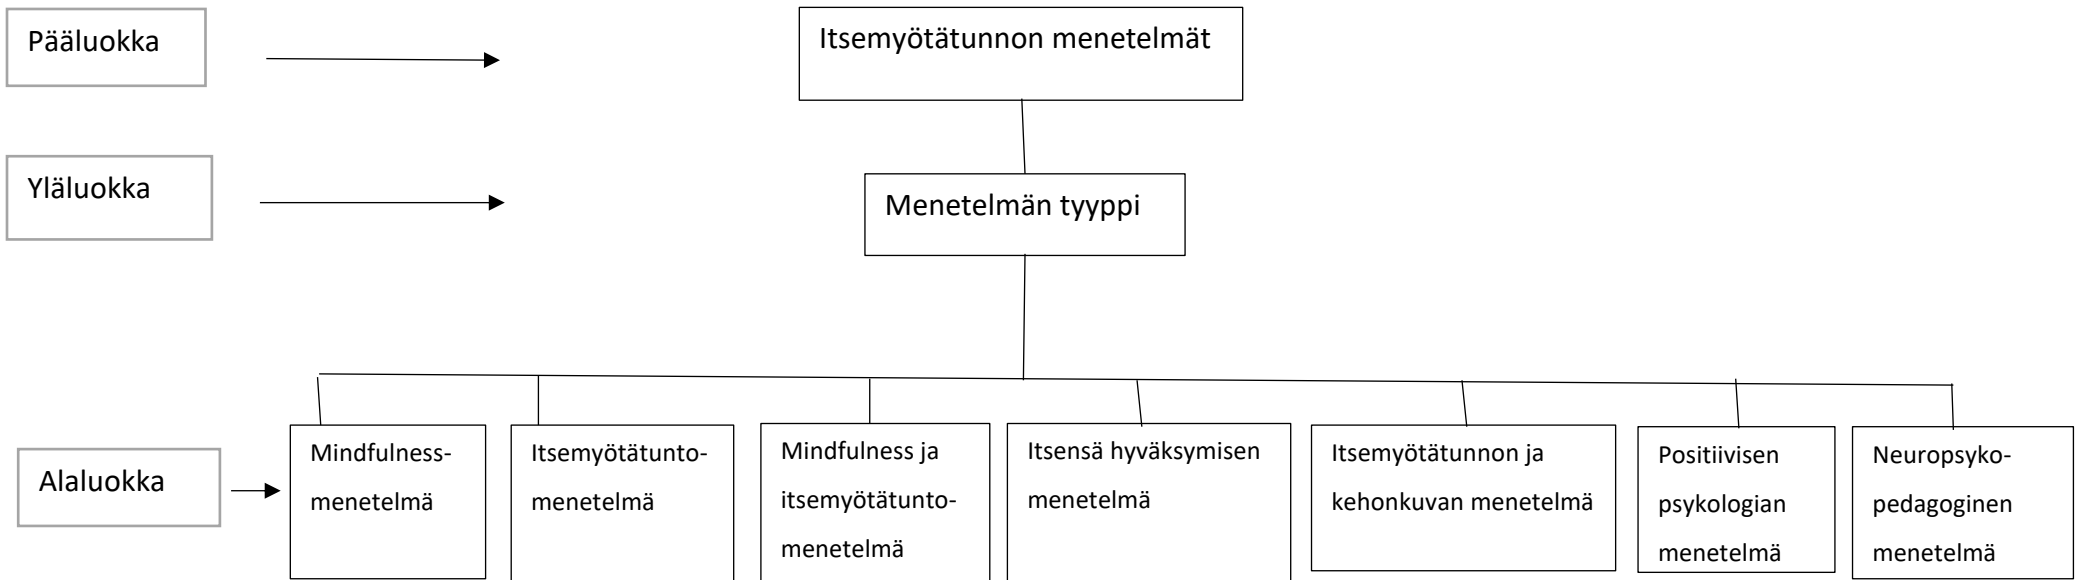 Pääluokka
Itsemyötätunnon menetelmät
Yläluokka
Menetelmän tyyppi
Alaluokka
Mindfulness-
menetelmä
Itsemyötätunto-
menetelmä
Mindfulness ja
itsemyötätunto-
menetelmä
Itsensä hyväksymisen
menetelmä
Itsemyötätunnon ja
kehonkuvan menetelmä
Positiivisen
psykologian
menetelmä
Neuropsyko-
pedagoginen
menetelmä